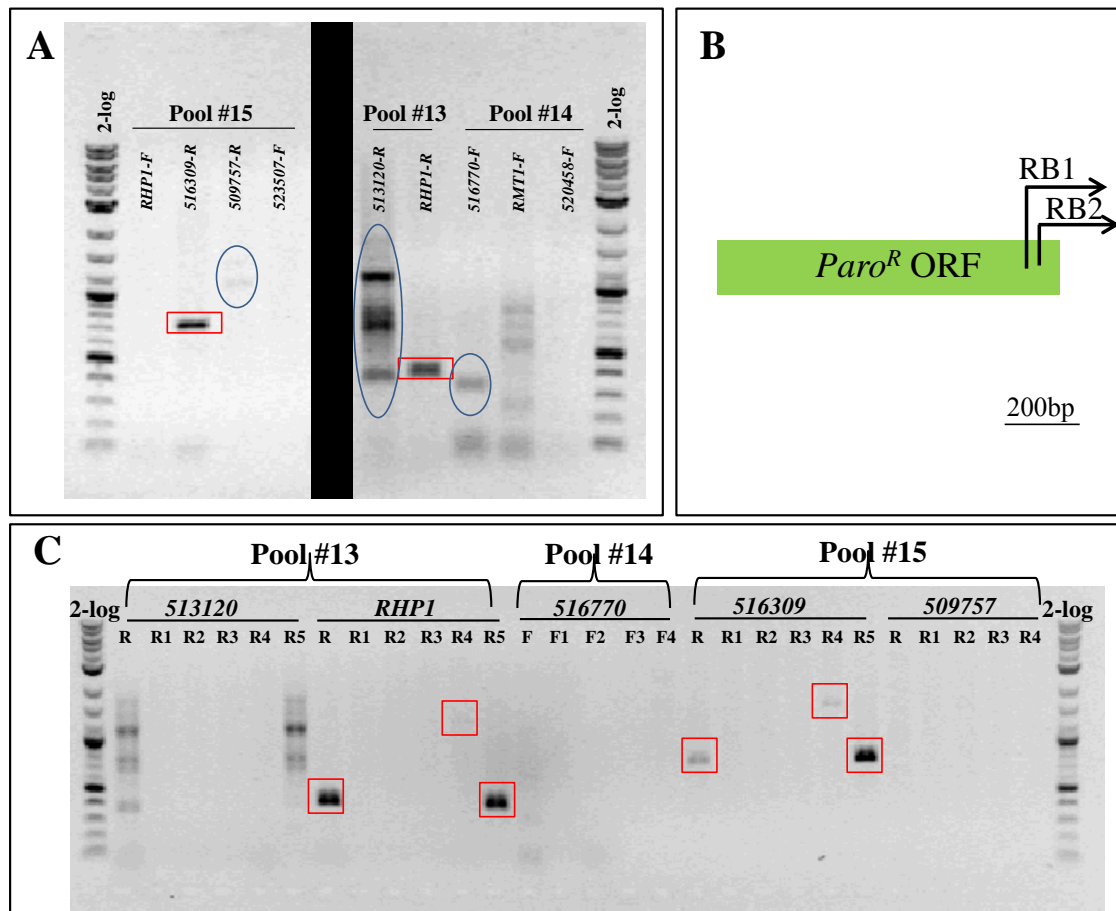 A
B
2-log
Pool #15
Pool #13
Pool #14
2-log
RHP1-F
516309-R
509757-R
523507-F
513120-R
RHP1-R
516770-F
RMT1-F
520458-F
RB1
RB2
Paro^R ORF
200bp
C
Pool #13
Pool #14
Pool #15
2-log 513120 RHP1 516770 516309 509757 2-log
R R1 R2 R3 R4 R5 R R1 R2 R3 R4 R5 F F1 F2 F3 F4 R R1 R2 R3 R4 R5 R R1 R2 R3 R4